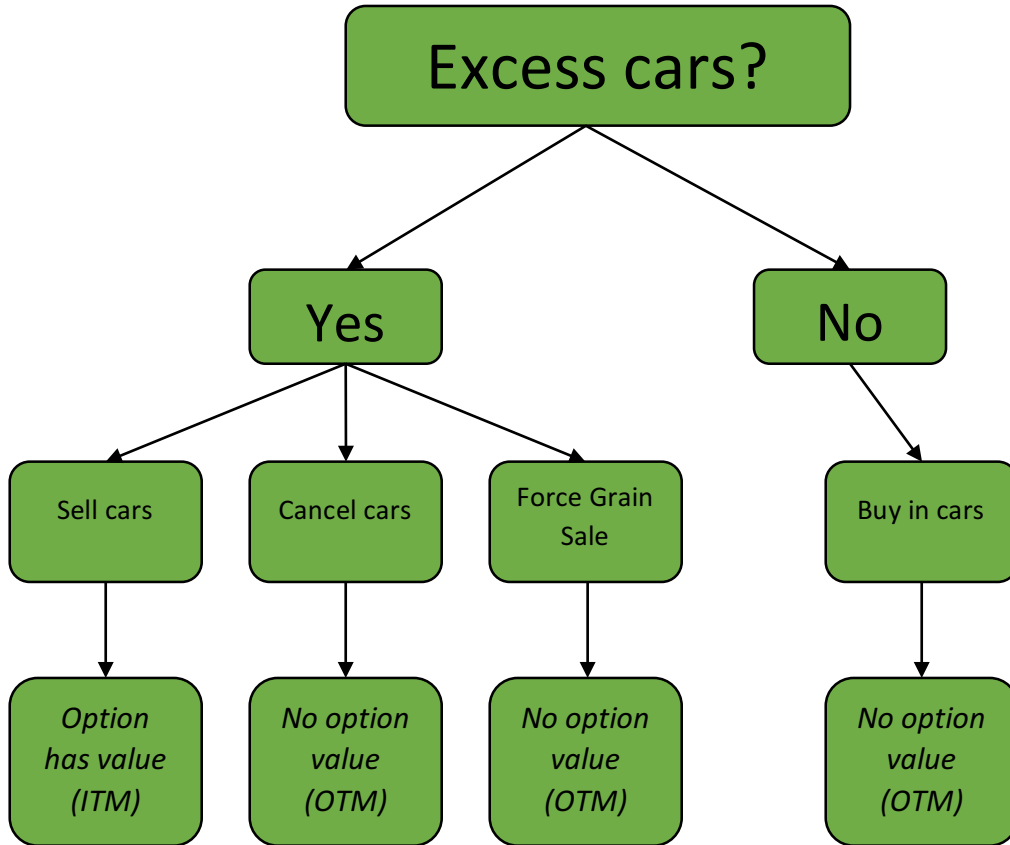 Excess cars?
Yes
No
Sell cars
Cancel cars
Force Grain
Sale
Buy in cars
Option
has value
(ITM)
No option
value
(OTM)
No option
value
(OTM)
No option
value
(OTM)